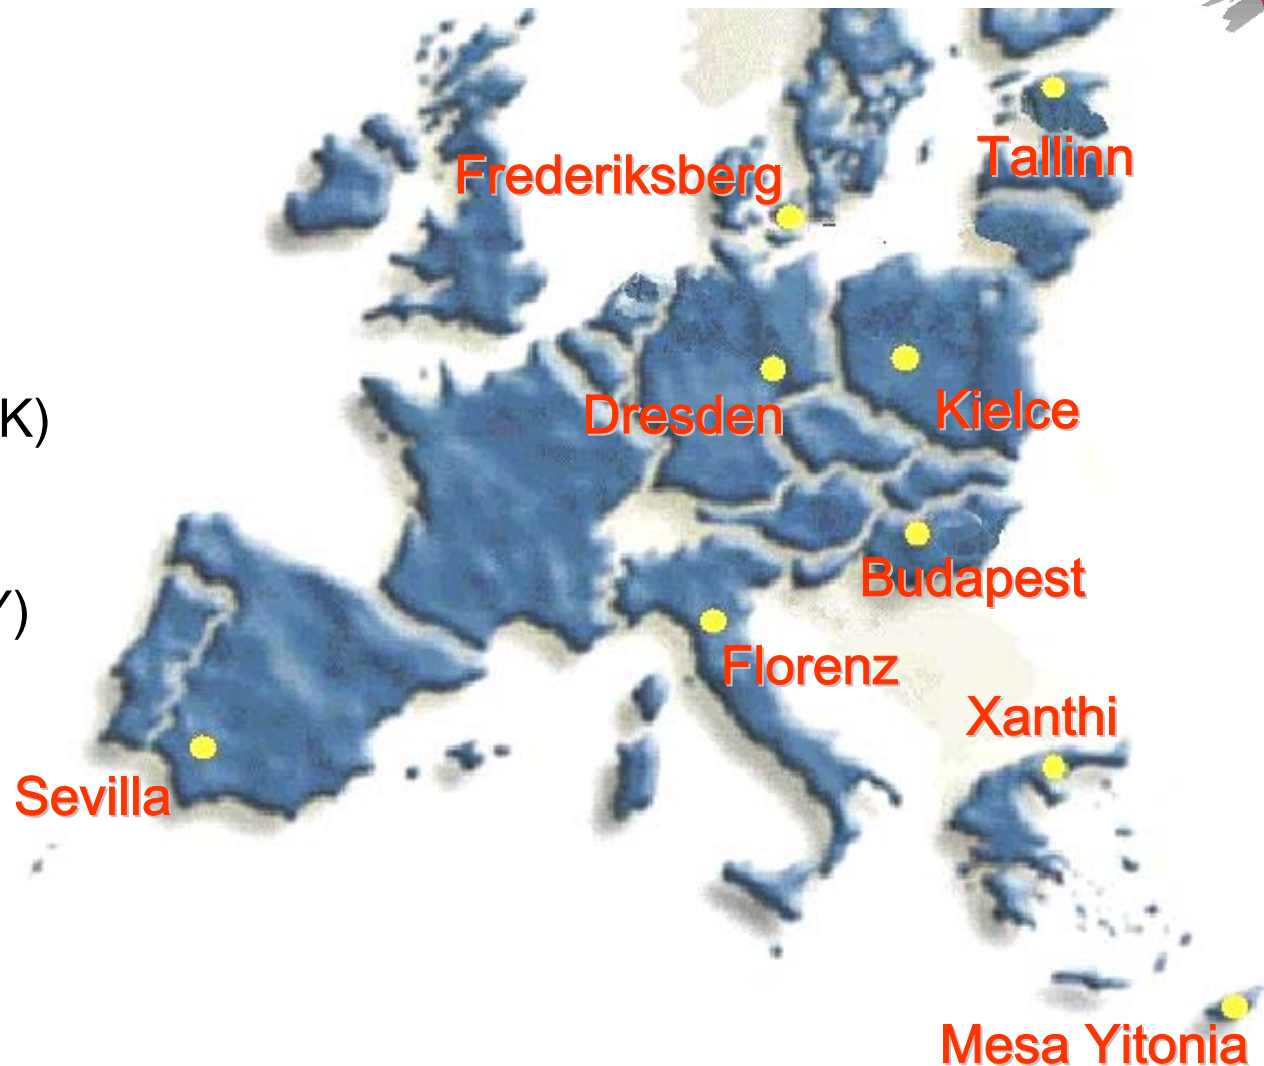 Tallinn
Frederiksberg
K)
Dresden
Kielce
Budapest
Y)
Florenz
Xanthi
Sevilla
Mesa Yitonia